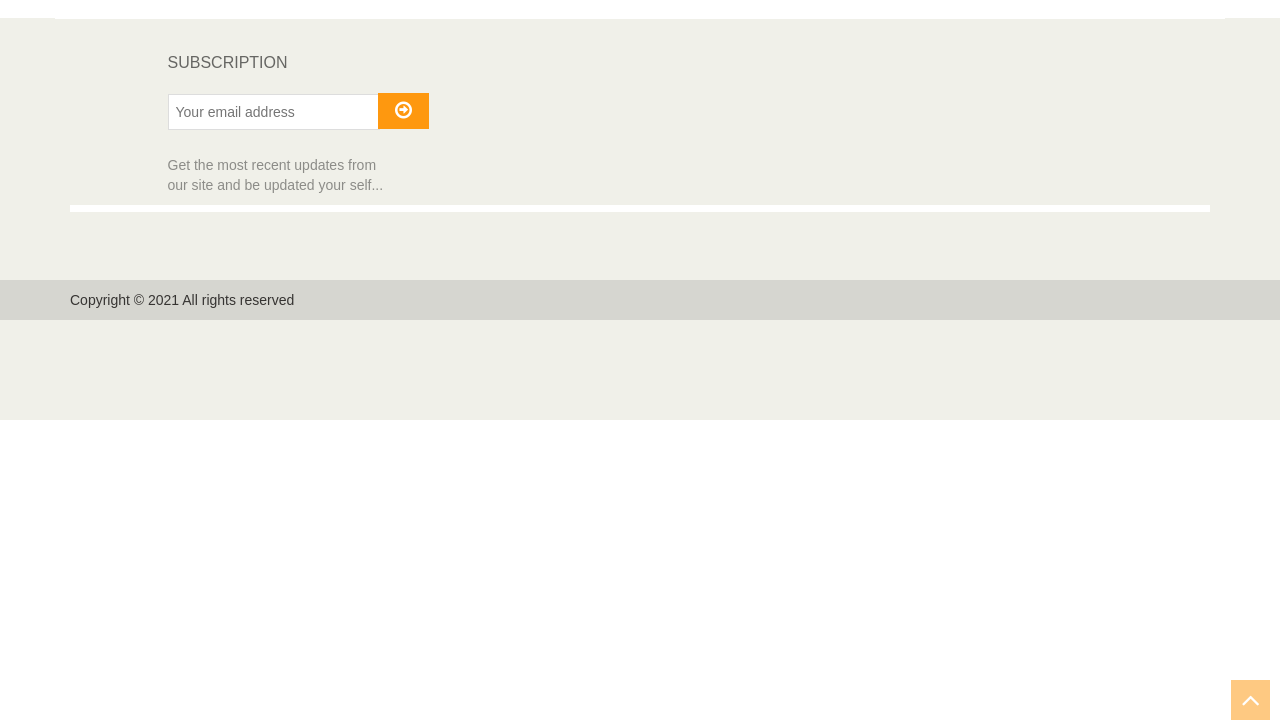 SUBSCRIPTION
Your email address
Get the most recent updates from
our site and be updated your self...
Copyright © 2021 All rights reserved